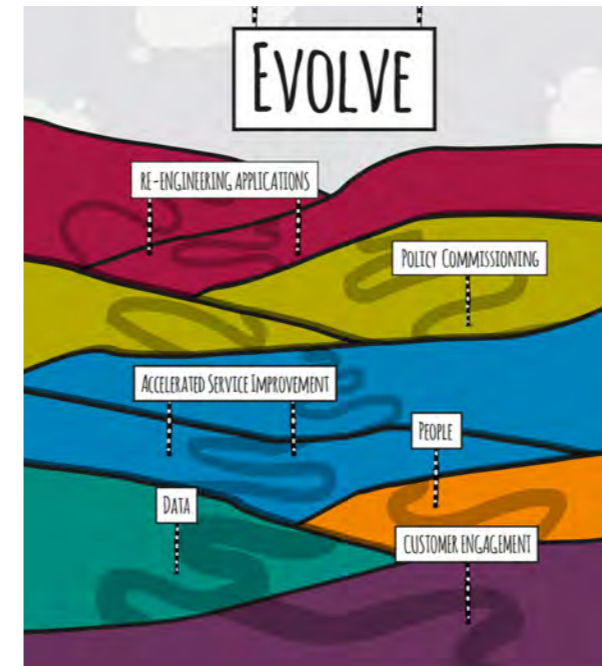 EVOLVE
RE-ENGINEERING APPLICATIONS
POLICY COMMISSIONING
ACCELERATED SERVICE IMPROVEMENT
PEOPLE
DATA
CUSTOMER ENGAGEMENT